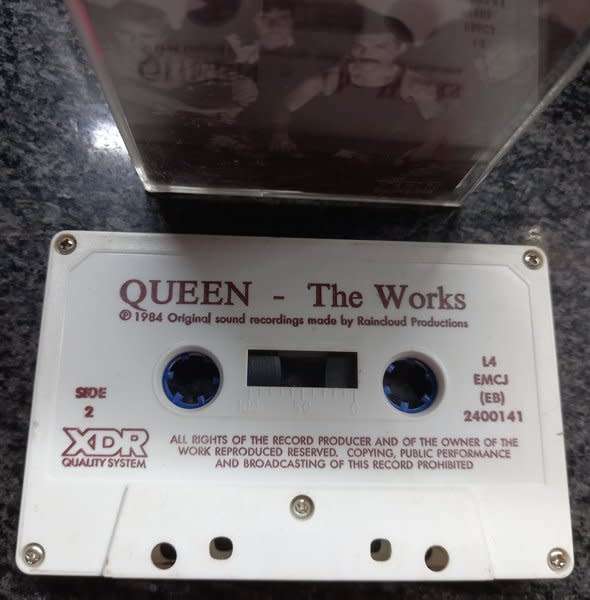 QUEEN - The Works
℗ 1984 Original sound recordings made by Raincloud Productions
L4
EMCJ
(EB)
2400141
SIDE
2
XDR
QUALITY SYSTEM
ALL RIGHTS OF THE RECORD PRODUCER AND OF THE OWNER OF THE
WORK REPRODUCED RESERVED. COPYING, PUBLIC PERFORMANCE
AND BROADCASTING OF THIS RECORD PROHIBITED